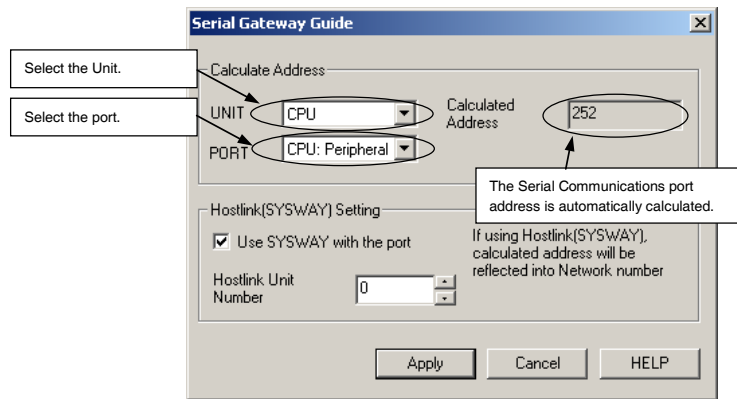 Serial Gateway Guide
Select the Unit.
Select the port.
Calculate Address
UNIT CPU
PORT CPU: Peripheral
Calculated
Address
252
The Serial Communications port
address is automatically calculated.
Hostlink(SYSWAY) Setting
Use SYSWAY with the port
Hostlink Unit
Number
0
If using Hostlink(SYSWAY),
calculated address will be
reflected into Network number
Apply Cancel HELP